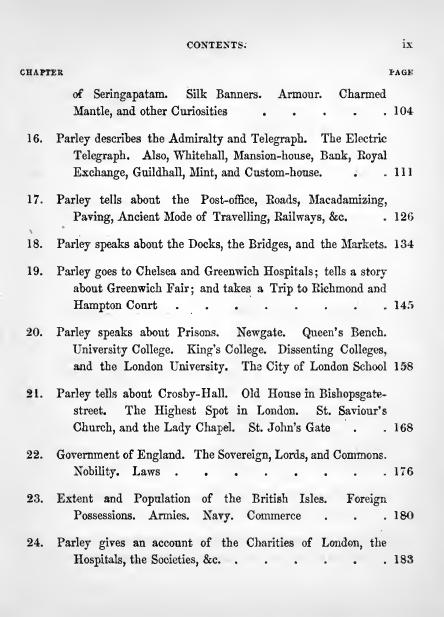 CONTENTS. ix
CHAPTER PAGE
of Seringapatam. Silk Banners. Armour. Charmed
Mantle, and other Curiosities . . . . . 104
16. Parley describes the Admiralty and Telegraph. The Electric
Telegraph. Also, Whitehall, Mansion-house, Bank, Royal
Exchange, Guildhall, Mint, and Custom-house. . . 111
17. Parley tells about the Post-office, Roads, Macadamizing,
Paving, Ancient Mode of Travelling, Railways, &c. . 126
18. Parley speaks about the Docks, the Bridges, and the Markets. 134
19. Parley goes to Chelsea and Greenwich Hospitals; tells a story
about Greenwich Fair; and takes a Trip to Richmond and
Hampton Court . . . . . . . . 145
20. Parley speaks about Prisons. Newgate. Queen's Bench.
University College. King's College. Dissenting Colleges,
and the London University. The City of London School 158
21. Parley tells about Crosby-Hall. Old House in Bishopsgate-
street. The Highest Spot in London. St. Saviour's
Church, and the Lady Chapel. St. John's Gate . . 168
22. Government of England. The Sovereign, Lords, and Commons.
Nobility. Laws . . . . . . . . 176
23. Extent and Population of the British Isles. Foreign
Possessions. Armies. Navy. Commerce . . . 180
24. Parley gives an account of the Charities of London, the
Hospitals, the Societies, &c. . . . . . . 183